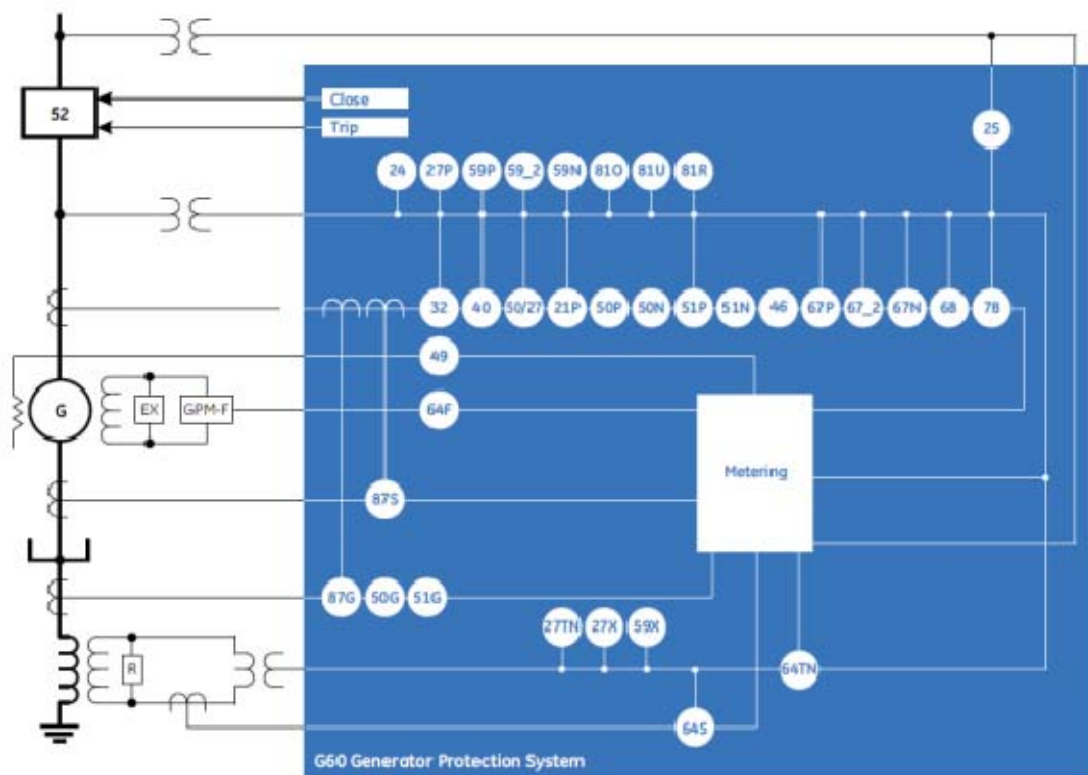 52
Close
Trip
25
24 27P 59P 59_2 59N 81O 81U 81R
32 40 50/27 21P 50P 50N 51P 51N 46 67P 67_2 67N 68 78
49
G EX GPM-F 64F
Metering
87S
87G 50G 51G
27TN 27X 59X
R
64TN
64S
G60 Generator Protection System